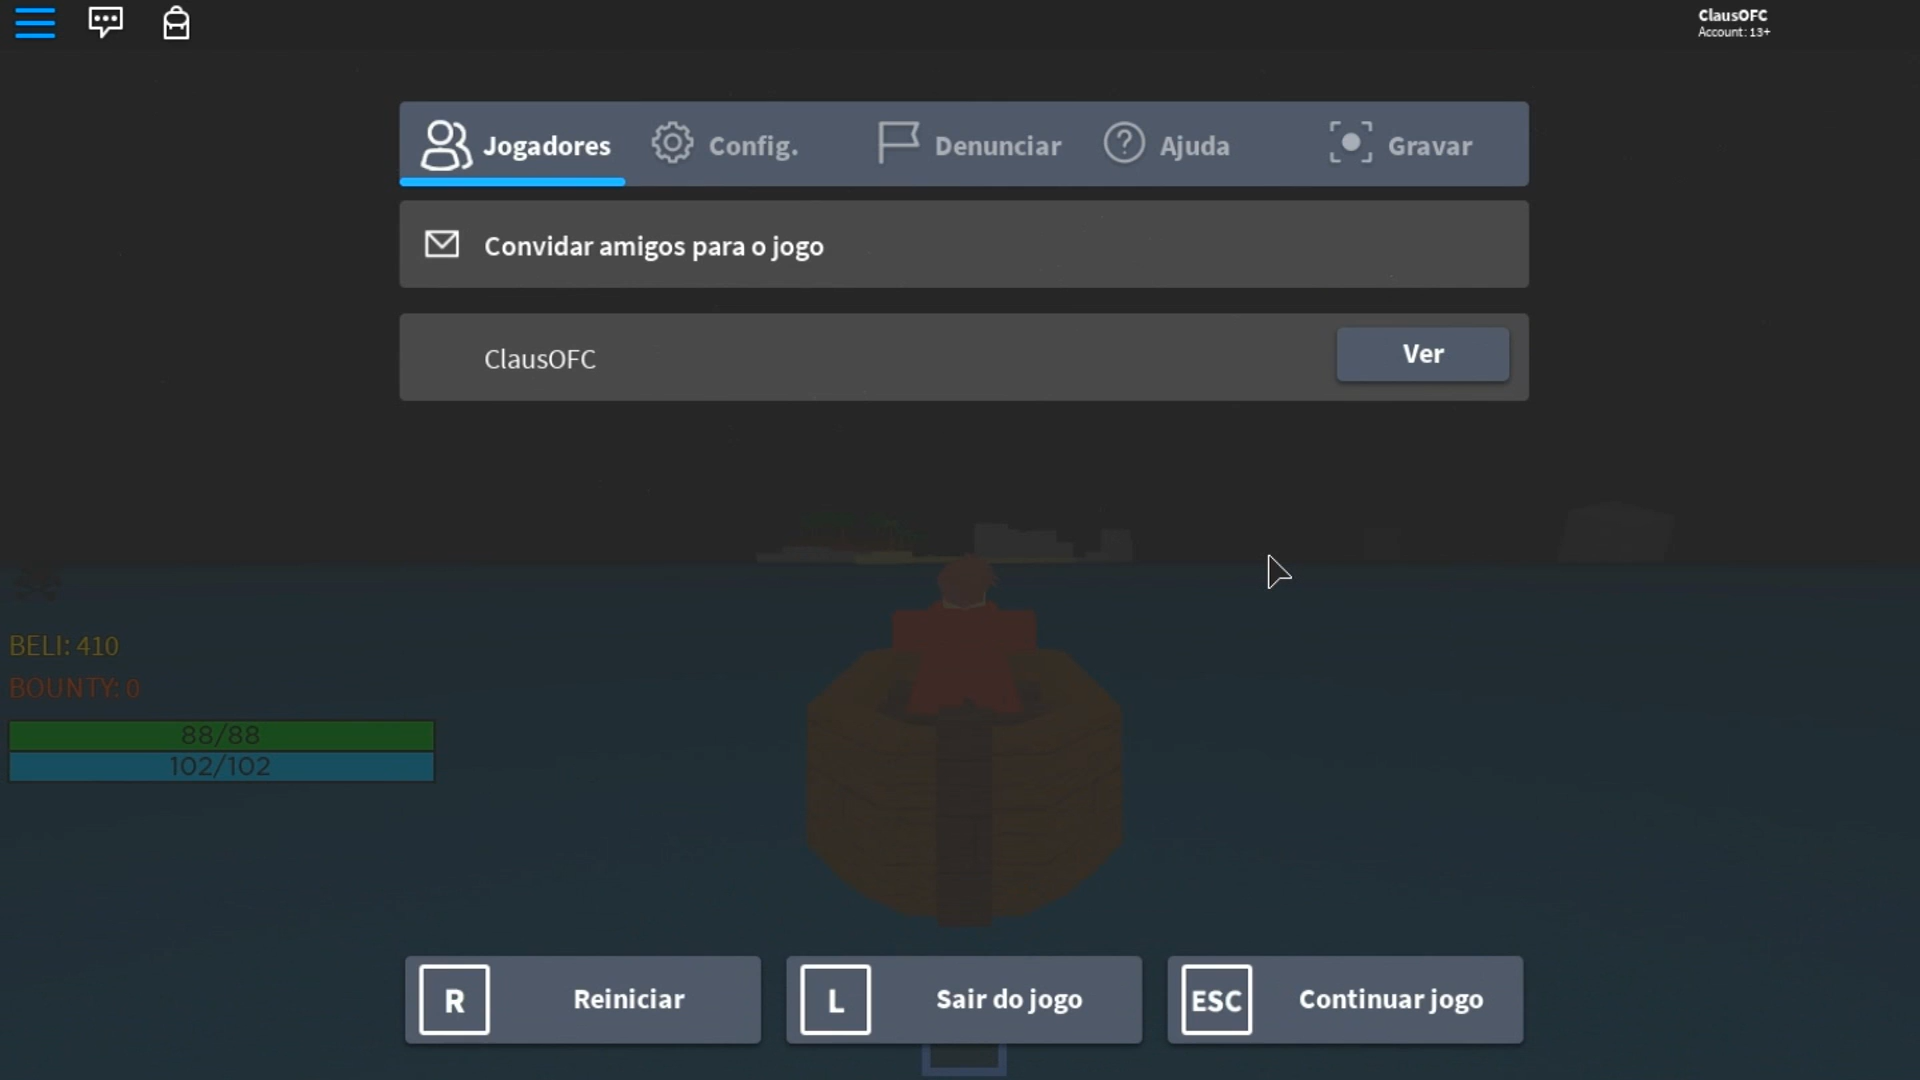 ClausOFC
Account: 13+
Jogadores
Config.
Denunciar
Ajuda
Gravar
Convidar amigos para o jogo
ClausOFC
Ver
BELI: 410
BOUNTY: 0
88/88
102/102
R
Reiniciar
L
Sair do jogo
ESC
Continuar jogo